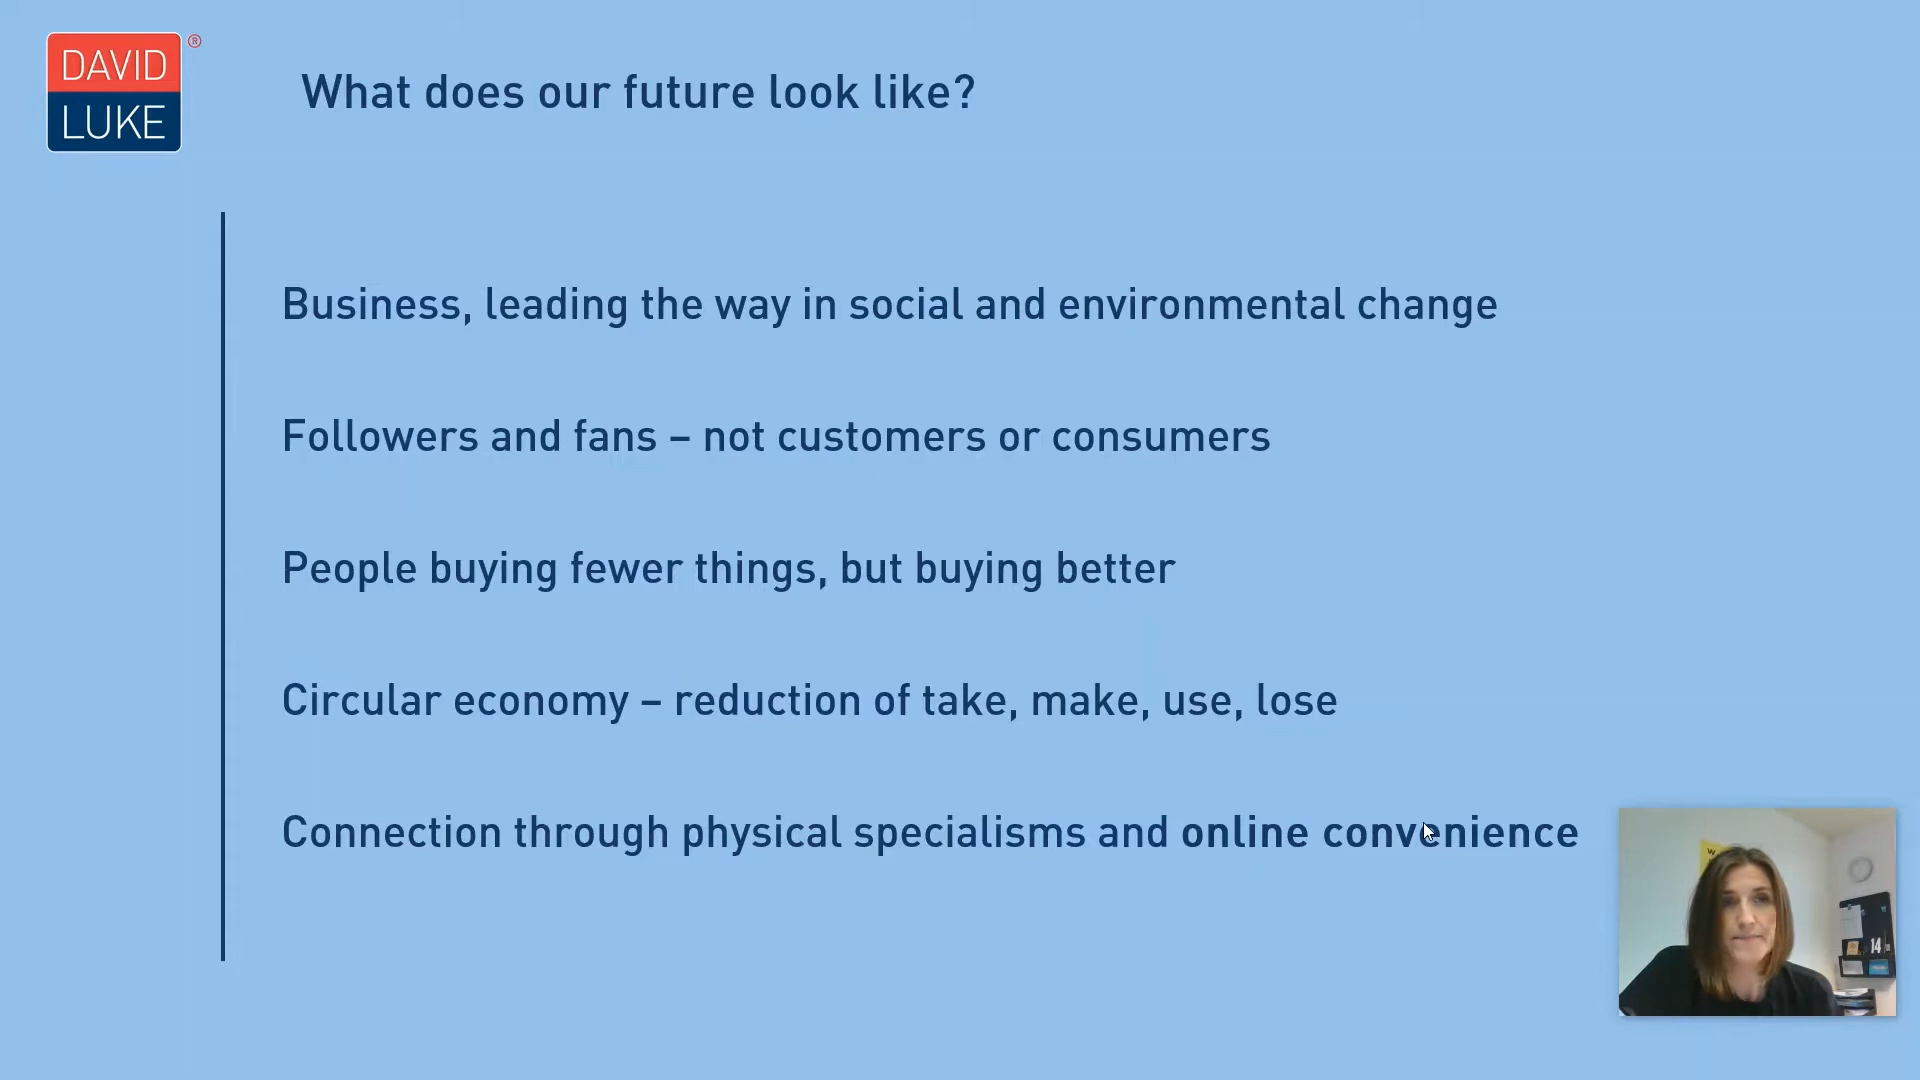 DAVID
LUKE
®
What does our future look like?
Business, leading the way in social and environmental change
Followers and fans – not customers or consumers
People buying fewer things, but buying better
Circular economy – reduction of take, make, use, lose
Connection through physical specialisms and online convenience
14